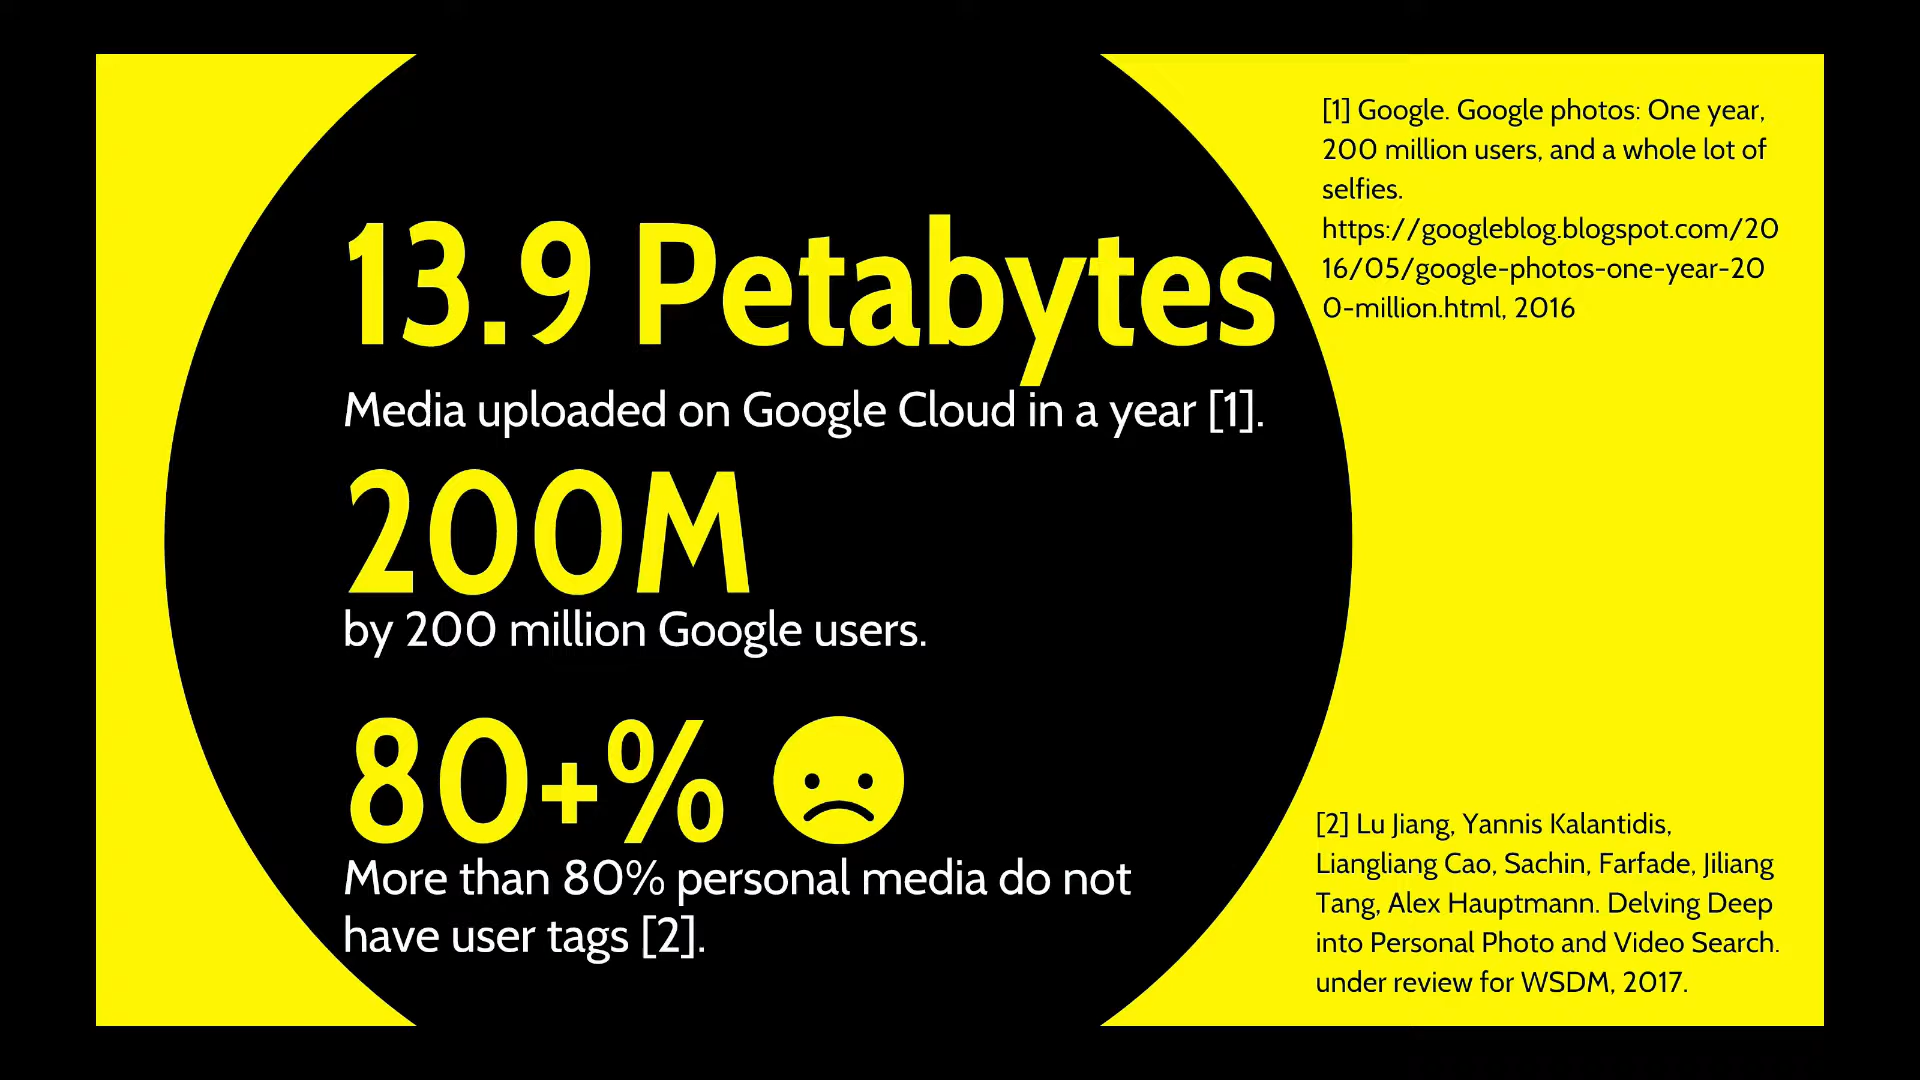 13.9 Petabytes
Media uploaded on Google Cloud in a year [1].
200M
by 200 million Google users.
80+%
More than 80% personal media do not
have user tags [2].
[1] Google. Google photos: One year,
200 million users, and a whole lot of
selfies.
https://googleblog.blogspot.com/20
16/05/google-photos-one-year-20
0-million.html, 2016
[2] Lu Jiang, Yannis Kalantidis,
Liangliang Cao, Sachin, Farfade, Jiliang
Tang, Alex Hauptmann. Delving Deep
into Personal Photo and Video Search.
under review for WSDM, 2017.